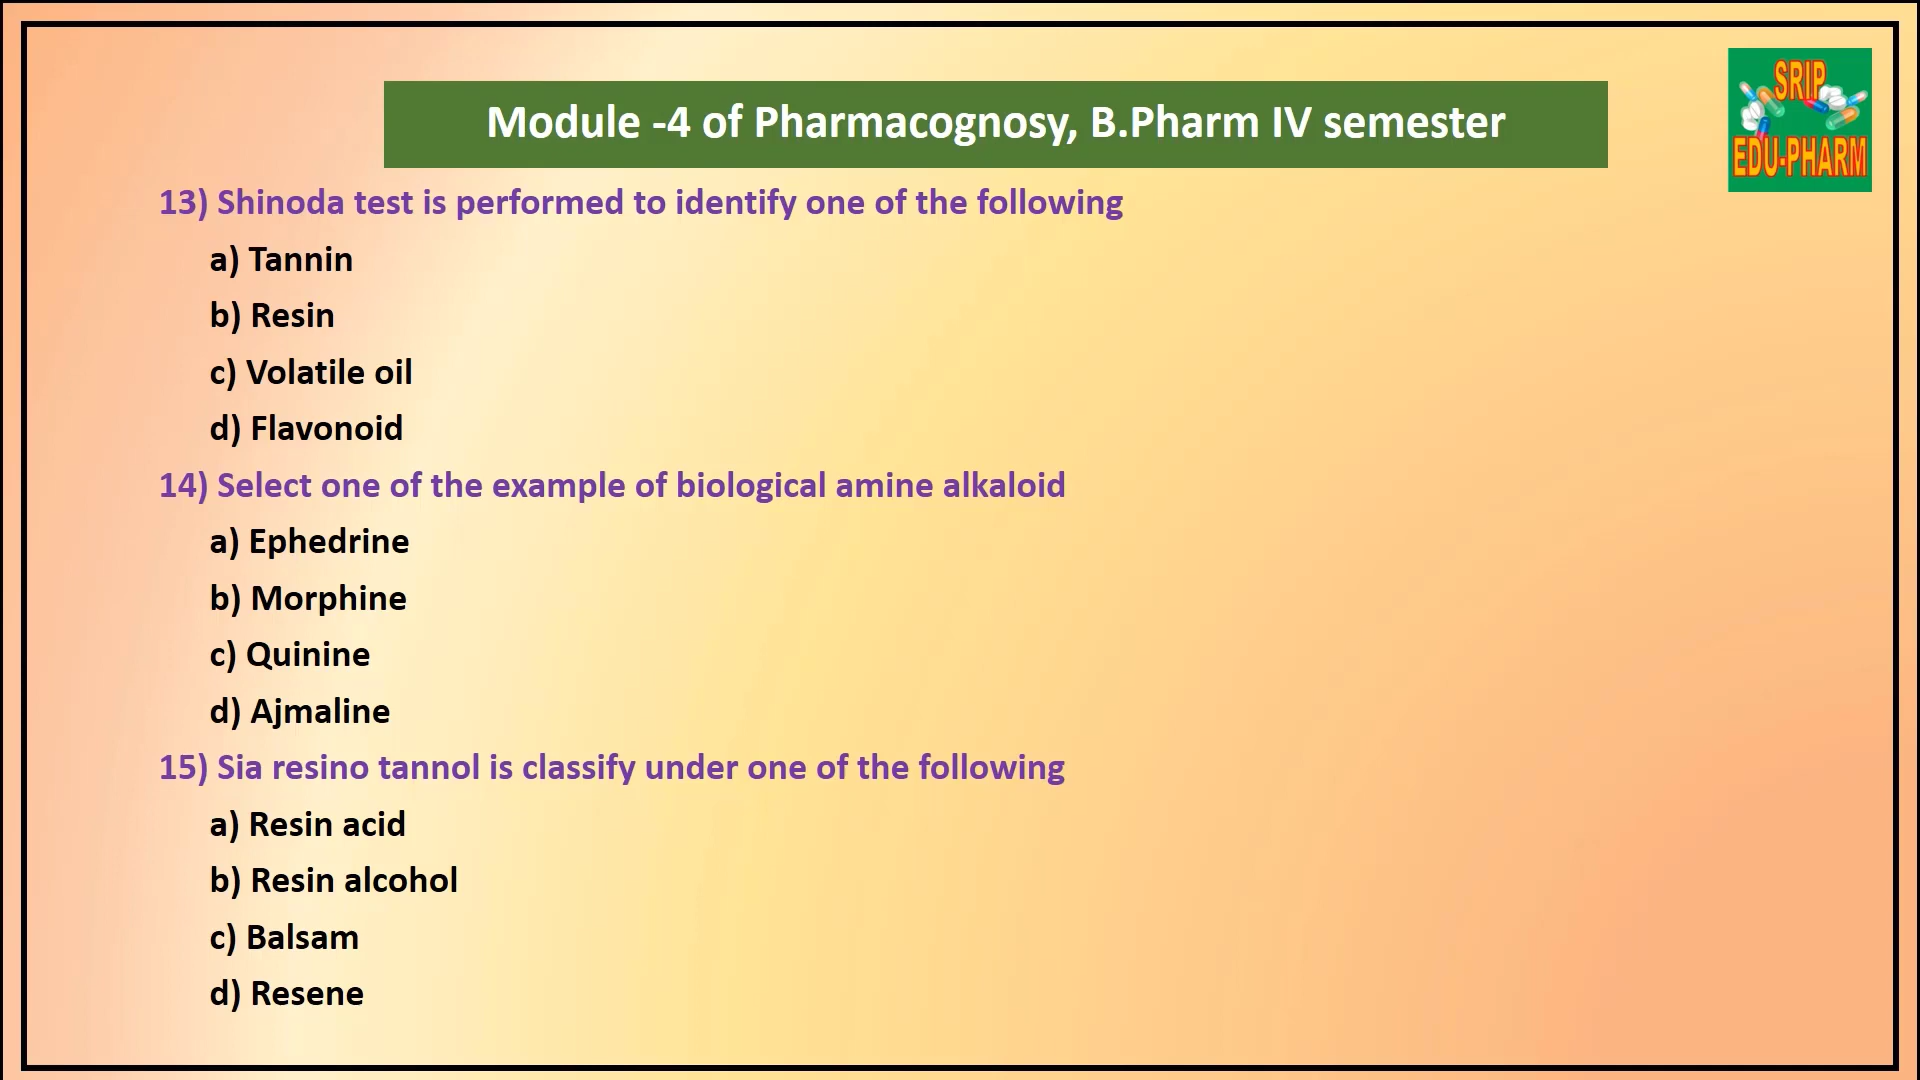 Module -4 of Pharmacognosy, B.Pharm IV semester
SRIP
EDU-PHARM
13) Shinoda test is performed to identify one of the following
a) Tannin
b) Resin
c) Volatile oil
d) Flavonoid
14) Select one of the example of biological amine alkaloid
a) Ephedrine
b) Morphine
c) Quinine
d) Ajmaline
15) Sia resino tannol is classify under one of the following
a) Resin acid
b) Resin alcohol
c) Balsam
d) Resene